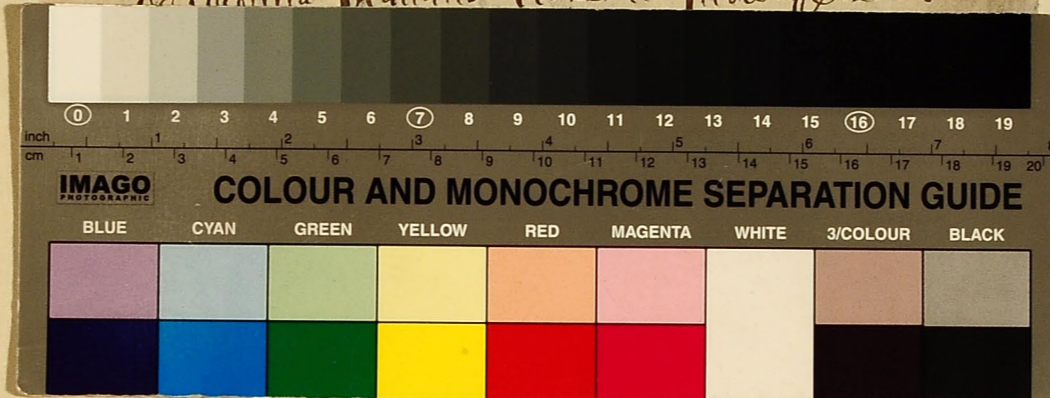 0 1 2 3 4 5 6 7 8 9 10 11 12 13 14 15 16 17 18 19
inch 1 2 3 4 5 6 7
cm 1 2 3 4 5 6 7 8 9 10 11 12 13 14 15 16 17 18 19 20
IMAGO
PHOTOGRAPHIC
COLOUR AND MONOCHROME SEPARATION GUIDE
BLUE CYAN GREEN YELLOW RED MAGENTA WHITE 3/COLOUR BLACK